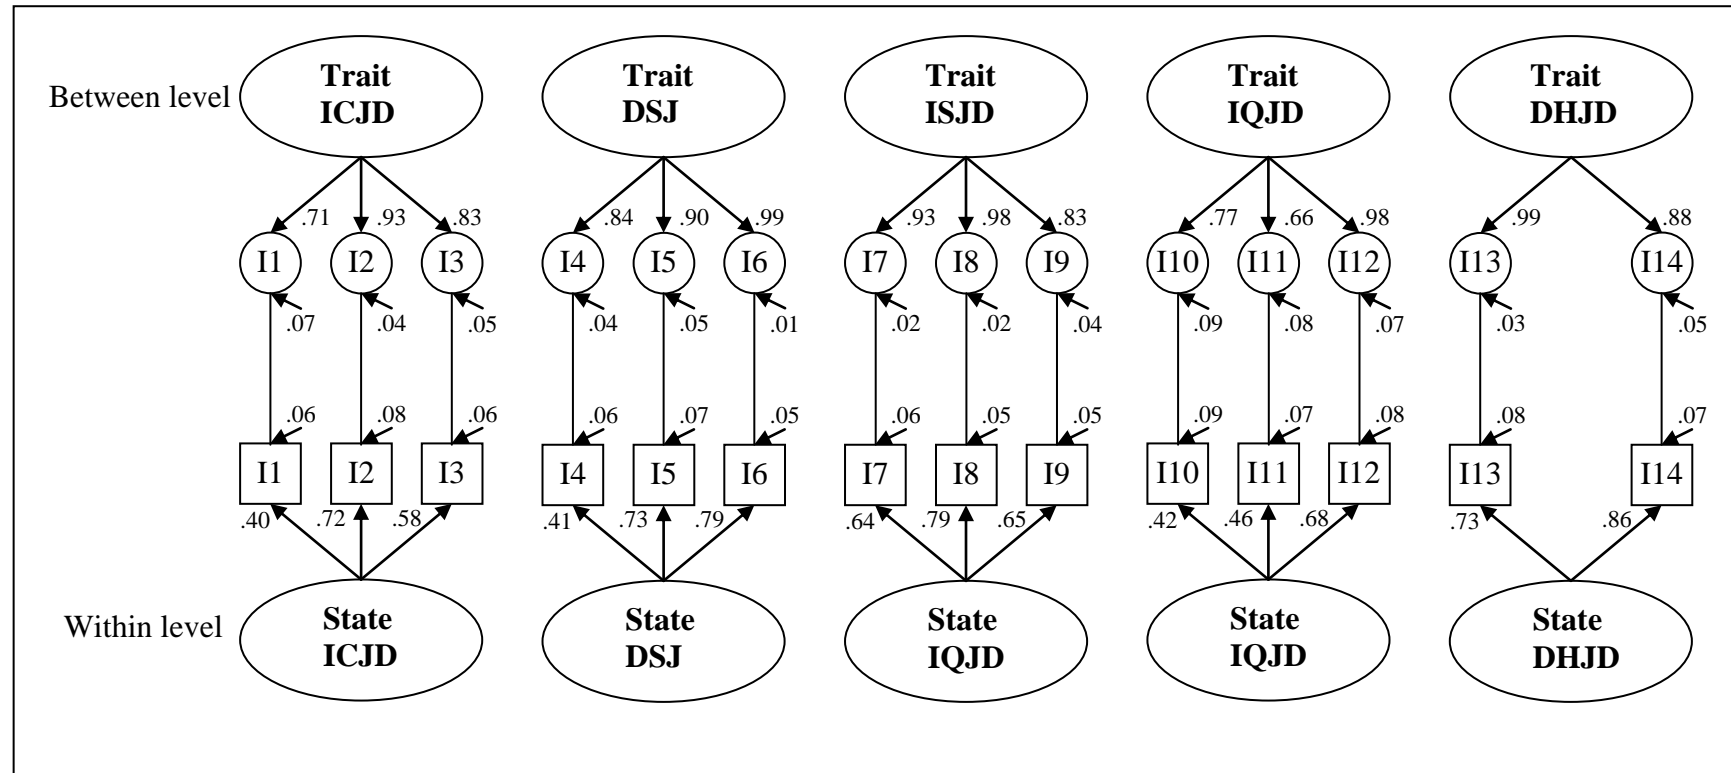 Trait Trait Trait Trait Trait
Between level ICJD DSJ ISJD IQJD DHJD
.71 .93 .83 .84 .90 .99 .93 .98 .83 .77 .66 .98 .99 .88
I1 I2 I3 I4 I5 I6 I7 I8 I9 I10 I11 I12 I13 I14
.07 .04 .05 .04 .05 .01 .02 .02 .04 .09 .08 .07 .03 .05
.06 .08 .06 .06 .07 .05 .06 .05 .05 .09 .07 .08 .08 .07
I1 I2 I3 I4 I5 I6 I7 I8 I9 I10 I11 I12 I13 I14
.40 .72 .58 .41 .73 .79 .64 .79 .65 .42 .46 .68 .73 .86
State State State State State
Within level ICJD DSJ IQJD IQJD DHJD